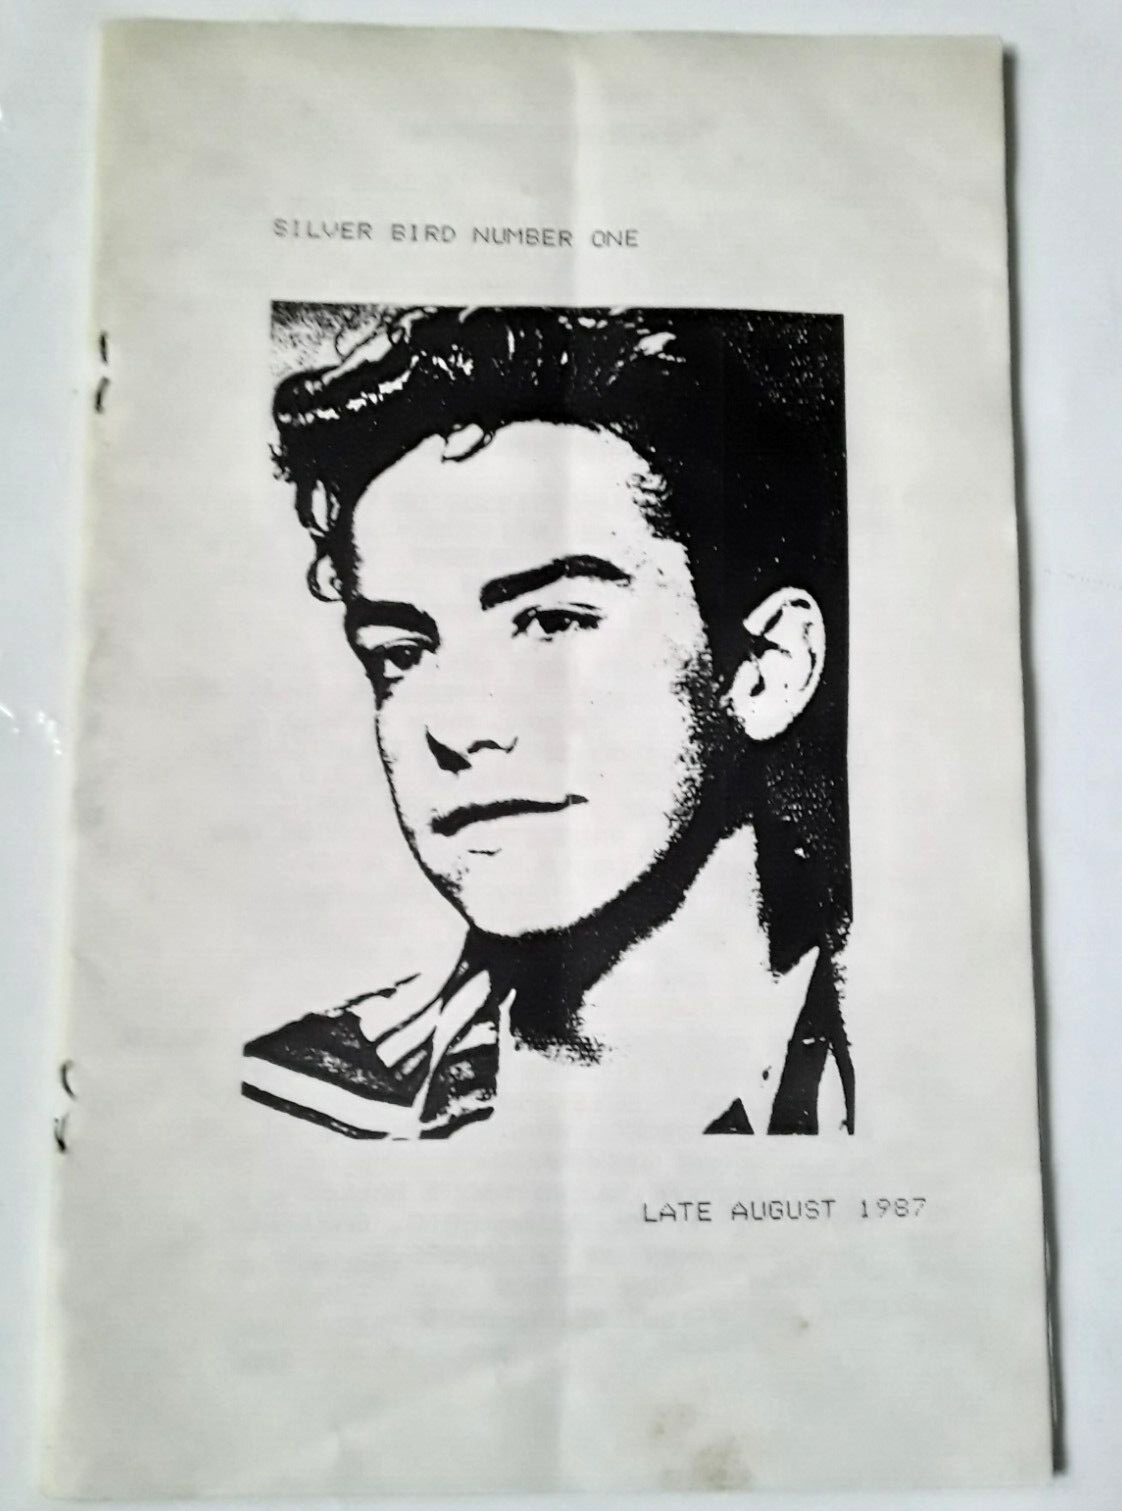 SILVER BIRD NUMBER ONE
LATE AUGUST 1987